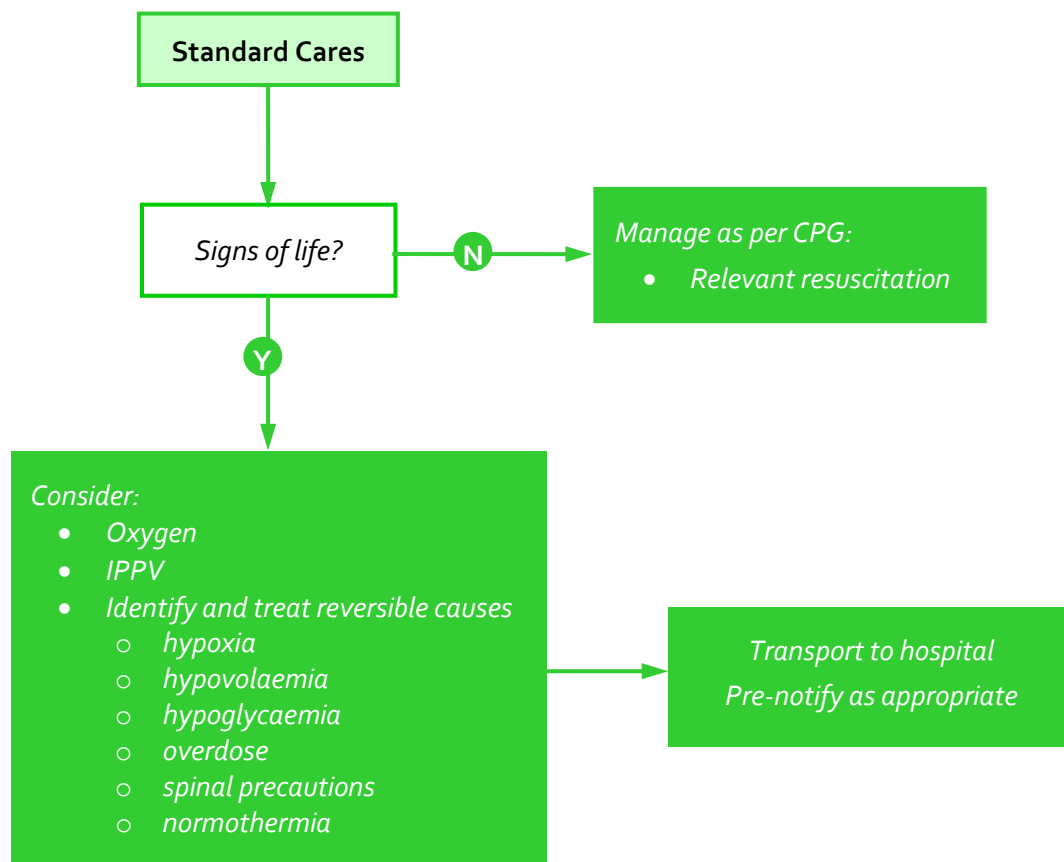 Standard Cares
Signs of life?
N
Manage as per CPG:
• Relevant resuscitation
Y
Consider:
• Oxygen
• IPPV
• Identify and treat reversible causes
o hypoxia
o hypovolaemia
o hypoglycaemia
o overdose
o spinal precautions
o normothermia
Transport to hospital
Pre-notify as appropriate